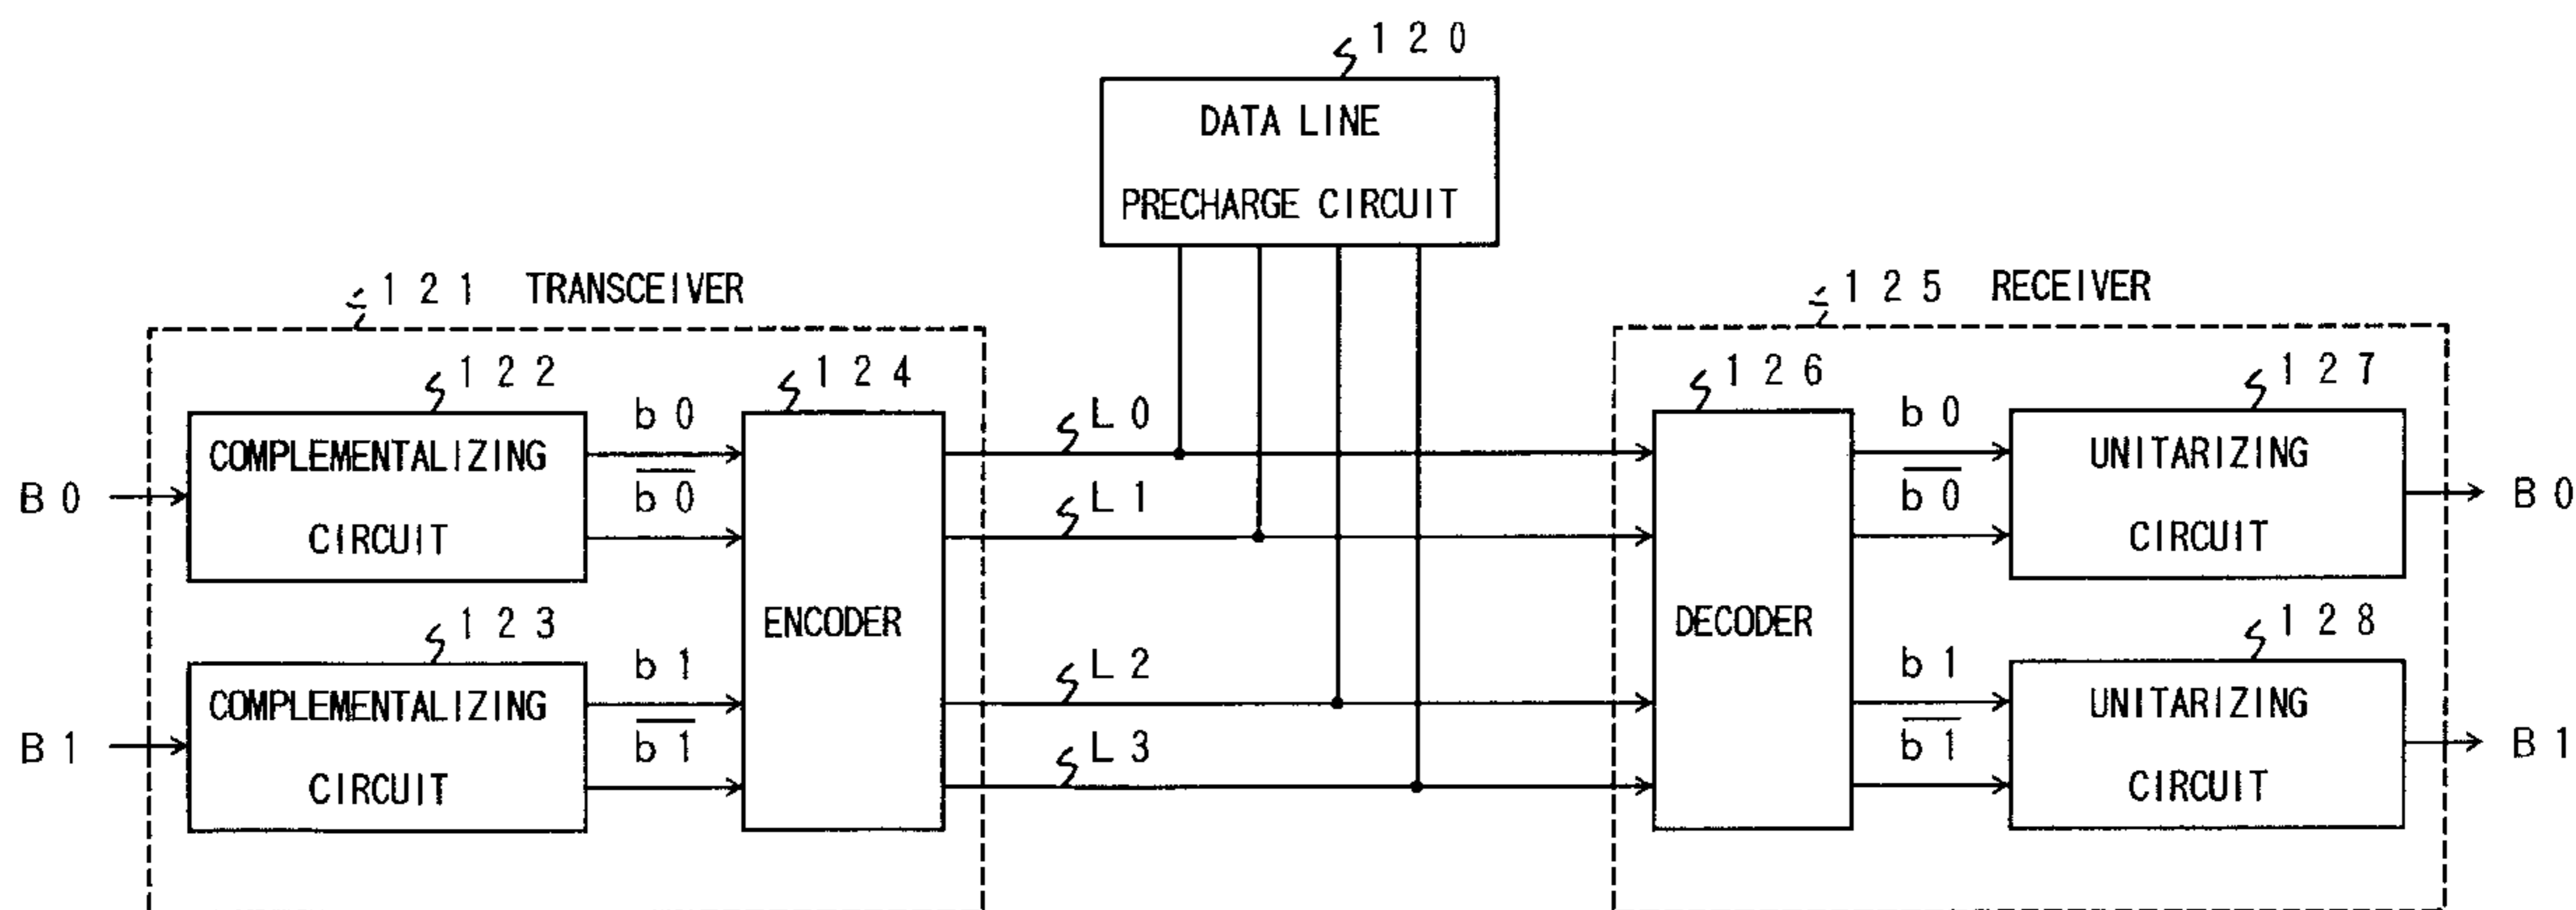 120
DATA LINE
PRECHARGE CIRCUIT
121 TRANSCEIVER
125 RECEIVER
122
124
126
127
B0
COMPLEMENTALIZING
CIRCUIT
b0
b0̅
ENCODER
L0
L1
DECODER
b0
b0̅
UNITARIZING
CIRCUIT
B0
123
128
B1
COMPLEMENTALIZING
CIRCUIT
b1
b1̅
L2
L3
b1
b1̅
UNITARIZING
CIRCUIT
B1